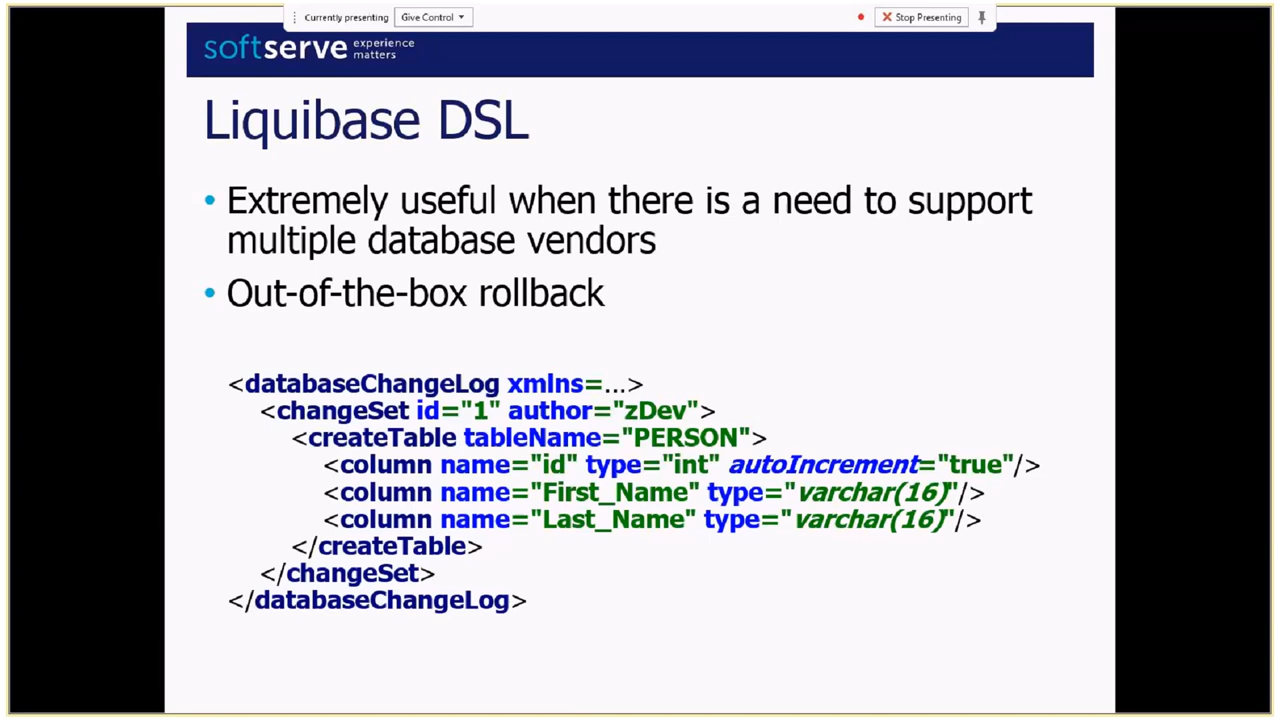 Currently presenting Give Control Stop Presenting
softserve experience matters
Liquibase DSL
• Extremely useful when there is a need to support
multiple database vendors
• Out-of-the-box rollback
<databaseChangeLog xmlns=...>
<changeSet id="1" author="zDev">
<createTable tableName="PERSON">
<column name="id" type="int" autoIncrement="true"/>
<column name="First_Name" type="varchar(16)"/>
<column name="Last_Name" type="varchar(16)"/>
</createTable>
</changeSet>
</databaseChangeLog>